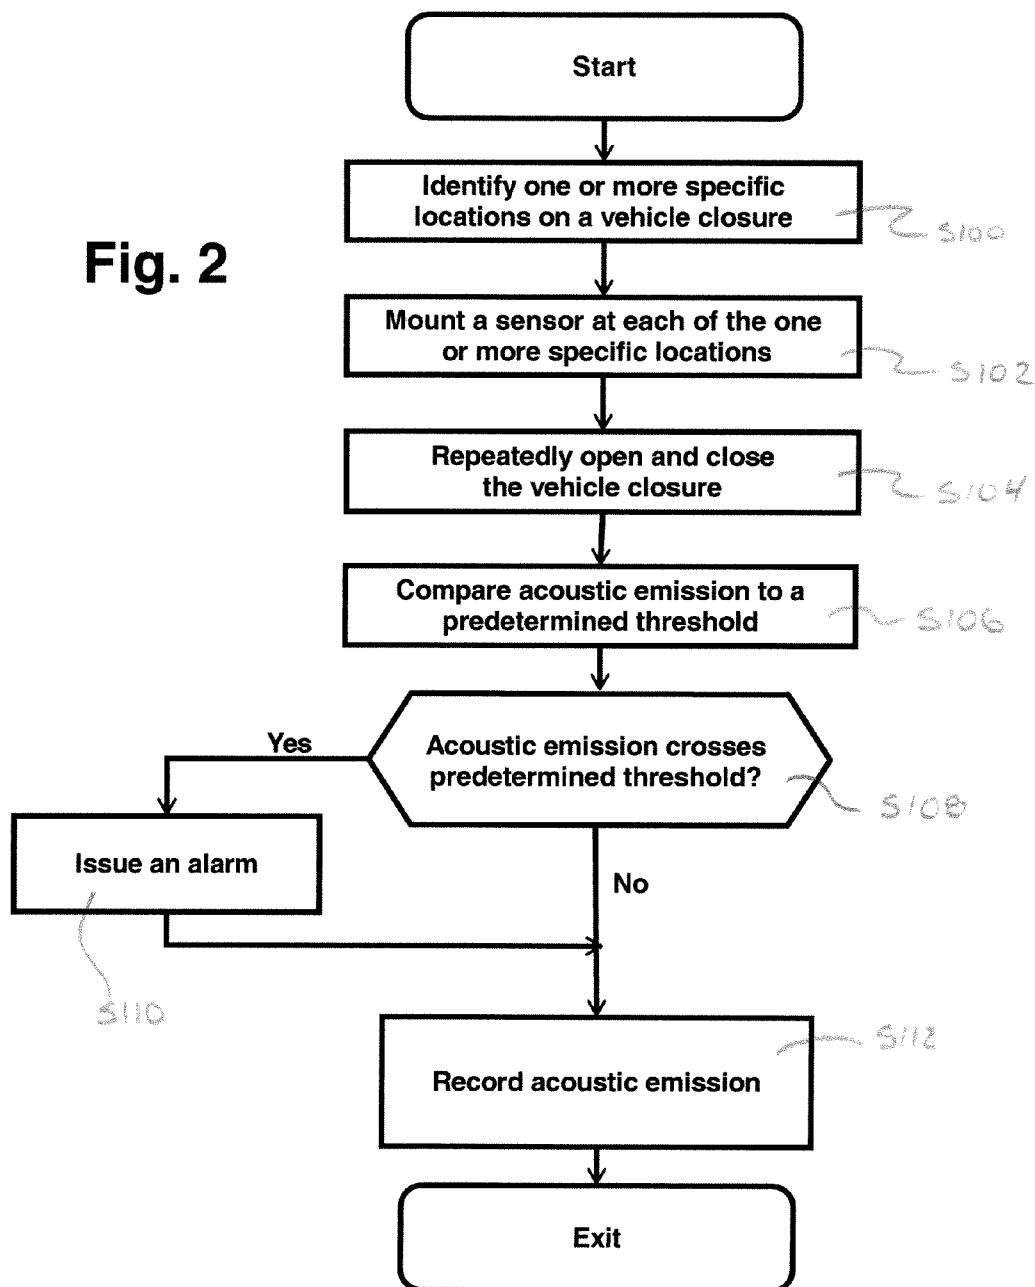 Start
Identify one or more specific
locations on a vehicle closure
S100
Fig. 2
Mount a sensor at each of the one
or more specific locations
S102
Repeatedly open and close
the vehicle closure
S104
Compare acoustic emission to a
predetermined threshold
S106
Yes
Acoustic emission crosses
predetermined threshold?
S108
Issue an alarm
No
S110
S112
Record acoustic emission
Exit